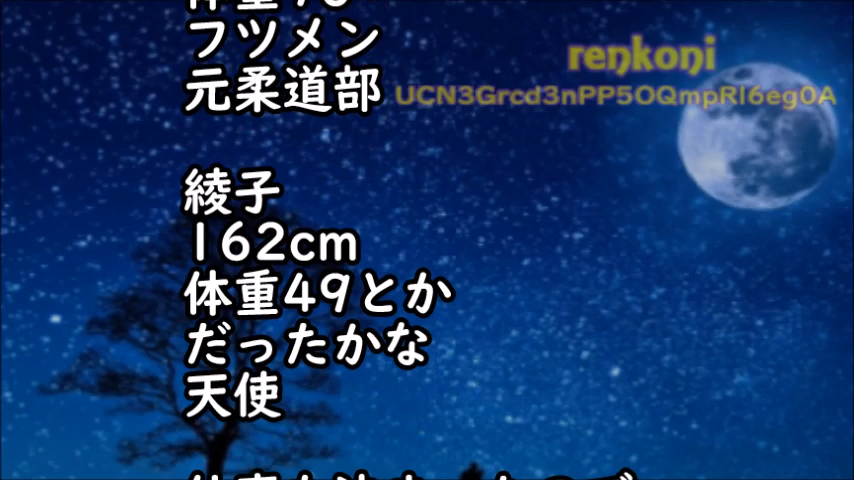 フツメン
元柔道部
renkoni
UCN3Grcd3nPP5OQmpRl6eg0A
綾子
162cm
体重49とか
だったかな
天使